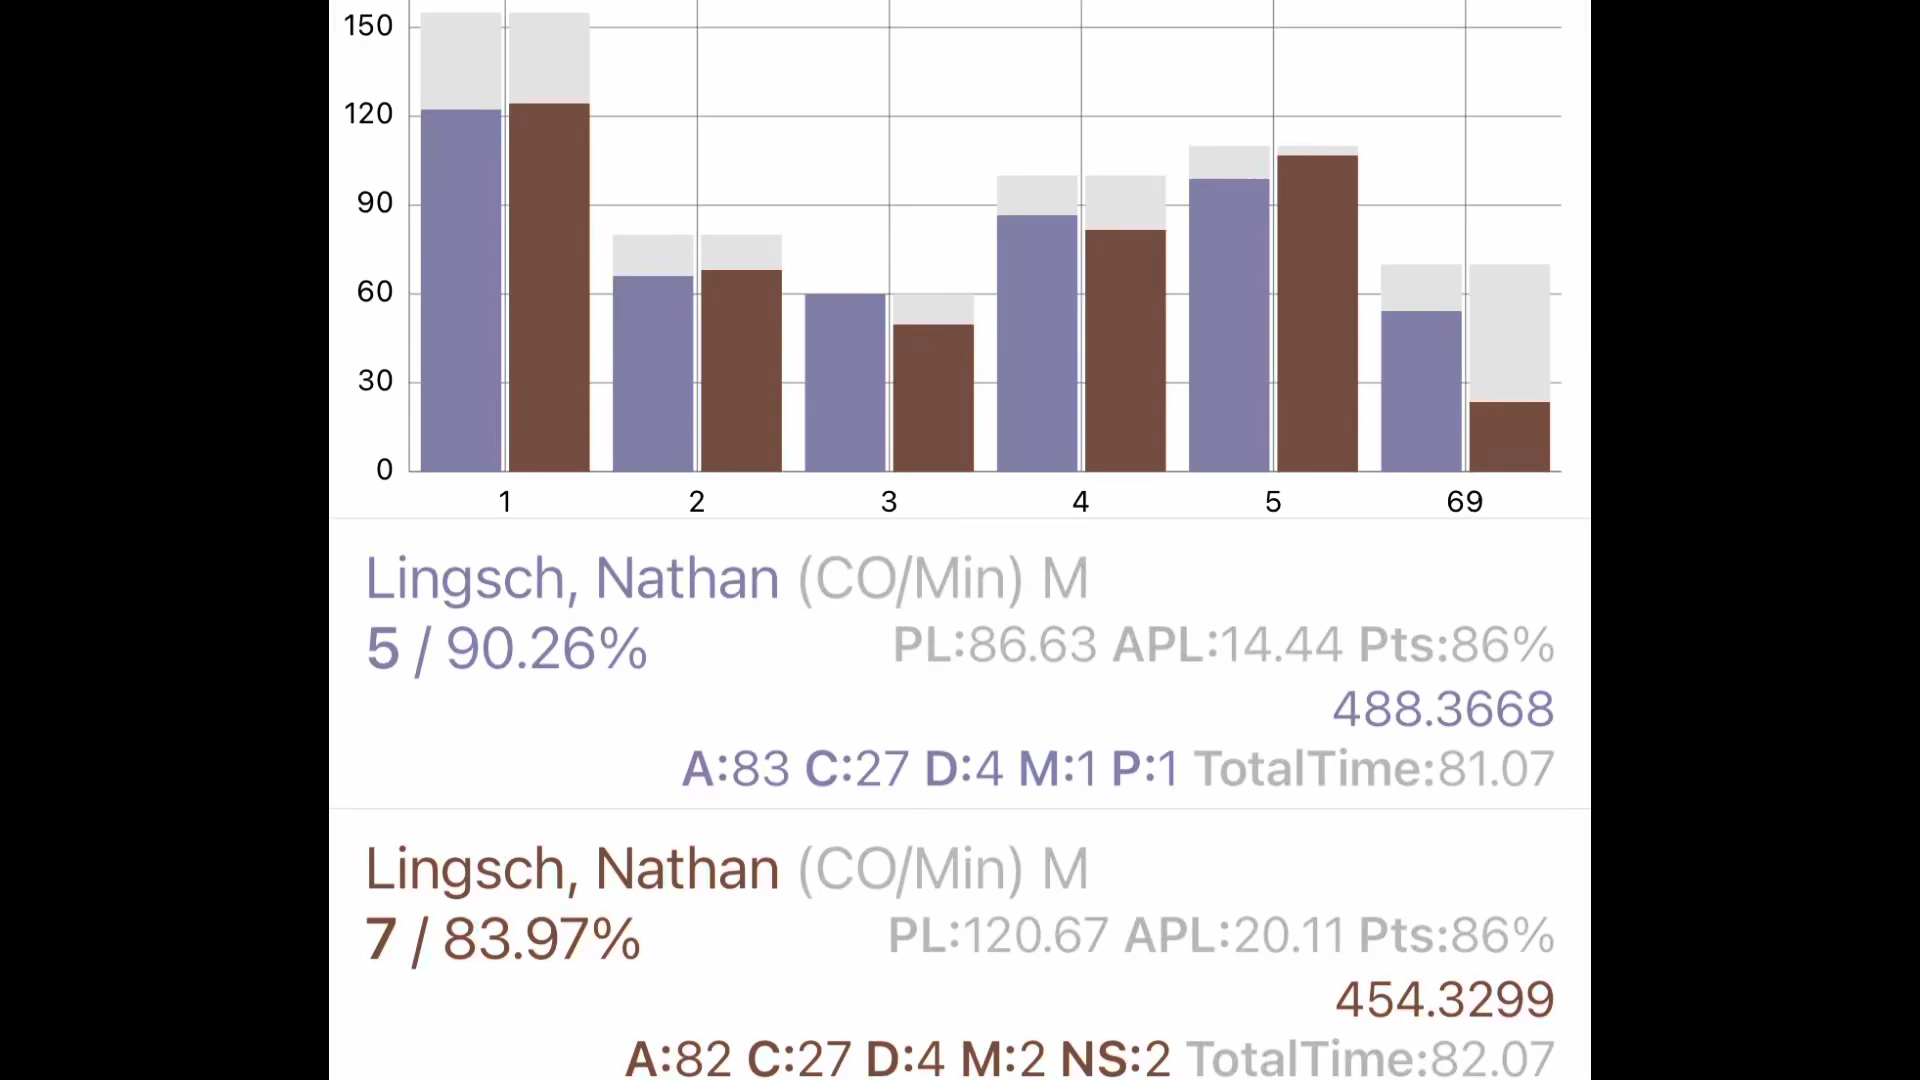 150
120
90
60
30
0
1 2 3 4 5 69
Lingsch, Nathan (CO/Min) M
5 / 90.26% PL:86.63 APL:14.44 Pts:86%
488.3668
A:83 C:27 D:4 M:1 P:1 TotalTime:81.07
Lingsch, Nathan (CO/Min) M
7 / 83.97% PL:120.67 APL:20.11 Pts:86%
454.3299
A:82 C:27 D:4 M:2 NS:2 TotalTime:82.07